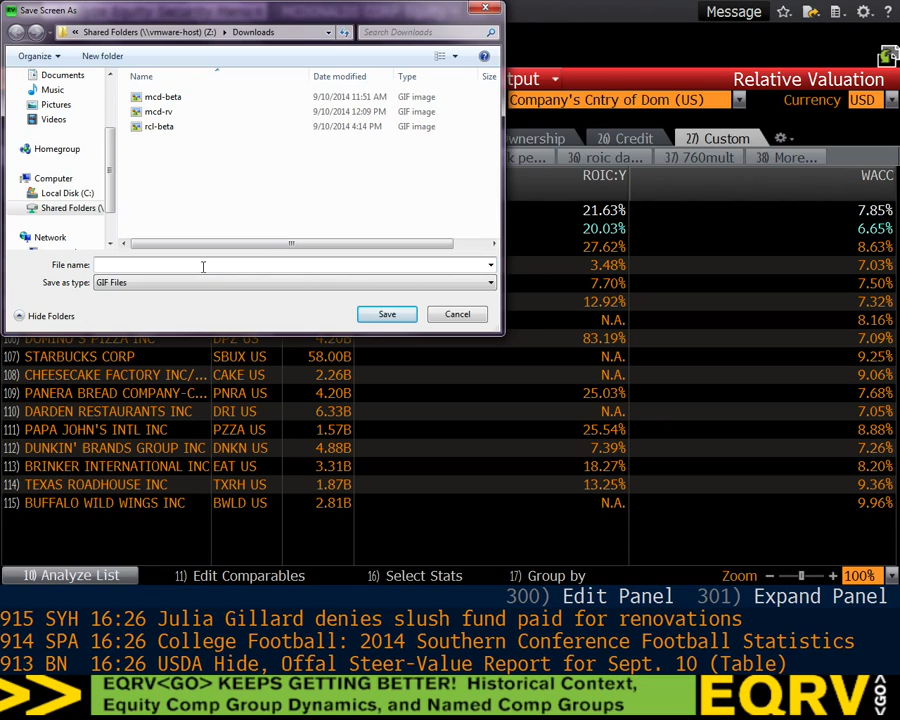 Save Screen As
Message
« Shared Folders (\\vmware-host) (Z:) ▸ Downloads
Search Downloads
Organize
New folder
Documents
Music
Pictures
Videos
Homegroup
Computer
Local Disk (C:)
Shared Folders (\
Network
Name
Date modified
Type
Size
mcd-beta 9/10/2014 11:51 AM GIF image
mcd-rv 9/10/2014 12:09 PM GIF image
rcl-beta 9/10/2014 4:14 PM GIF image
File name:
Save as type: GIF Files
Hide Folders
Save
Cancel
put
Relative Valuation
Company's Cntry of Dom (US)
Currency USD
wnership
26) Credit
27) Custom
k pe...
36) roic da...
37) 760mult
38) More...
ROIC:Y WACC
21.63% 7.85%
20.03% 6.65%
27.62% 8.63%
3.48% 7.03%
7.70% 7.50%
12.92% 7.32%
N.A. 8.16%
106) DOMINO'S PIZZA INC DPZ US 4.20B 83.19% 7.09%
107) STARBUCKS CORP SBUX US 58.00B N.A. 9.25%
108) CHEESECAKE FACTORY INC/... CAKE US 2.26B N.A. 9.06%
109) PANERA BREAD COMPANY-C... PNRA US 4.20B 25.03% 7.68%
110) DARDEN RESTAURANTS INC DRI US 6.33B N.A. 7.05%
111) PAPA JOHN'S INTL INC PZZA US 1.57B 25.54% 8.88%
112) DUNKIN' BRANDS GROUP INC DNKN US 4.88B 7.39% 7.26%
113) BRINKER INTERNATIONAL INC EAT US 3.31B 18.27% 8.20%
114) TEXAS ROADHOUSE INC TXRH US 1.87B 13.25% 9.36%
115) BUFFALO WILD WINGS INC BWLD US 2.81B N.A. 9.96%
10) Analyze List
11) Edit Comparables
16) Select Stats
17) Group by
Zoom − + 100%
300) Edit Panel 301) Expand Panel
915 SYH 16:26 Julia Gillard denies slush fund paid for renovations
914 SPA 16:26 College Football: 2014 Southern Conference Football Statistics
913 BN 16:26 USDA Hide, Offal Steer-Value Report for Sept. 10 (Table)
EQRV<GO> KEEPS GETTING BETTER! Historical Context,
Equity Comp Group Dynamics, and Named Comp Groups
EQRV <GO>